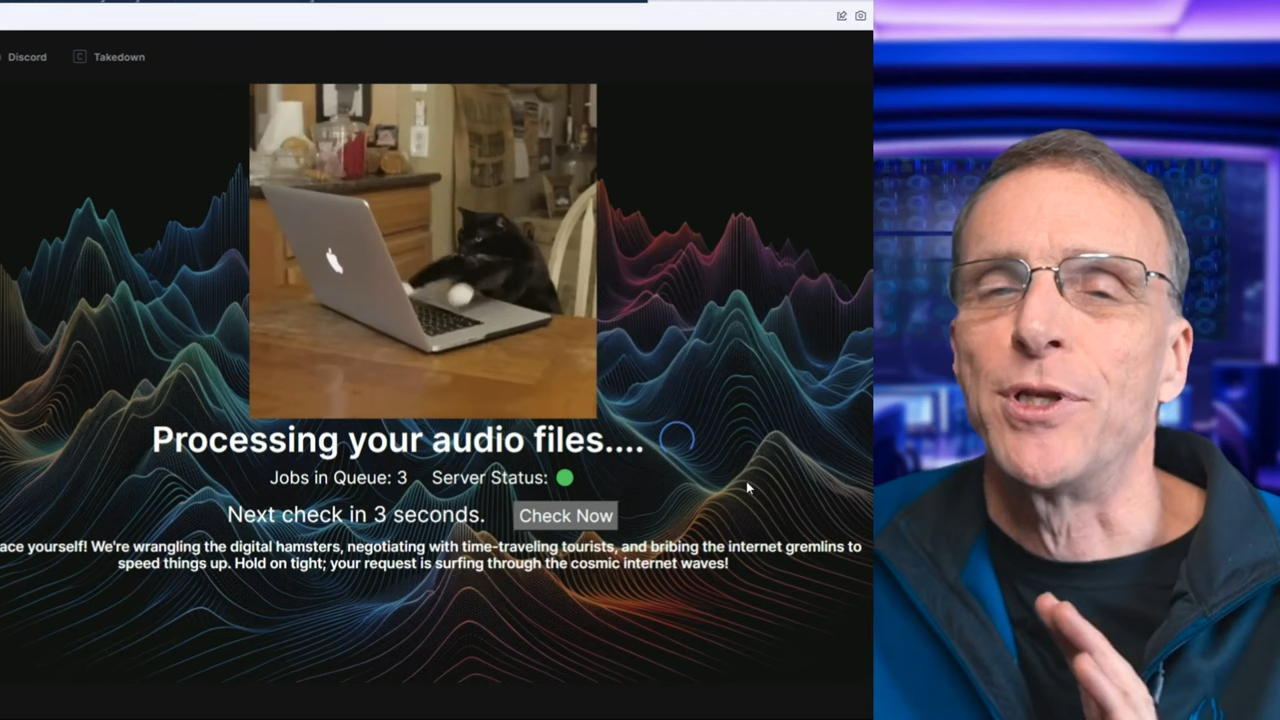 Discord
Takedown
Processing your audio files....
Jobs in Queue: 3 Server Status:
Next check in 3 seconds. Check Now
ace yourself! We're wrangling the digital hamsters, negotiating with time-traveling tourists, and bribing the internet gremlins to
speed things up. Hold on tight; your request is surfing through the cosmic internet waves!